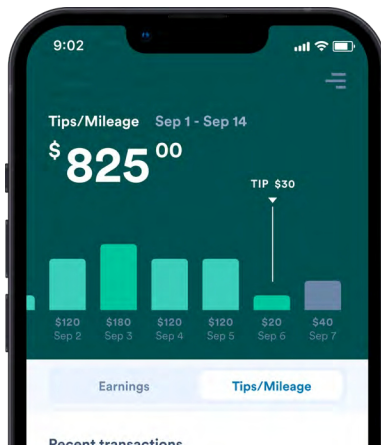 9:02
Tips/Mileage Sep 1 - Sep 14
$825 00
TIP $30
$120 $180 $120 $120 $20 $40
Sep 2 Sep 3 Sep 4 Sep 5 Sep 6 Sep 7
Earnings Tips/Mileage
Recent transactions